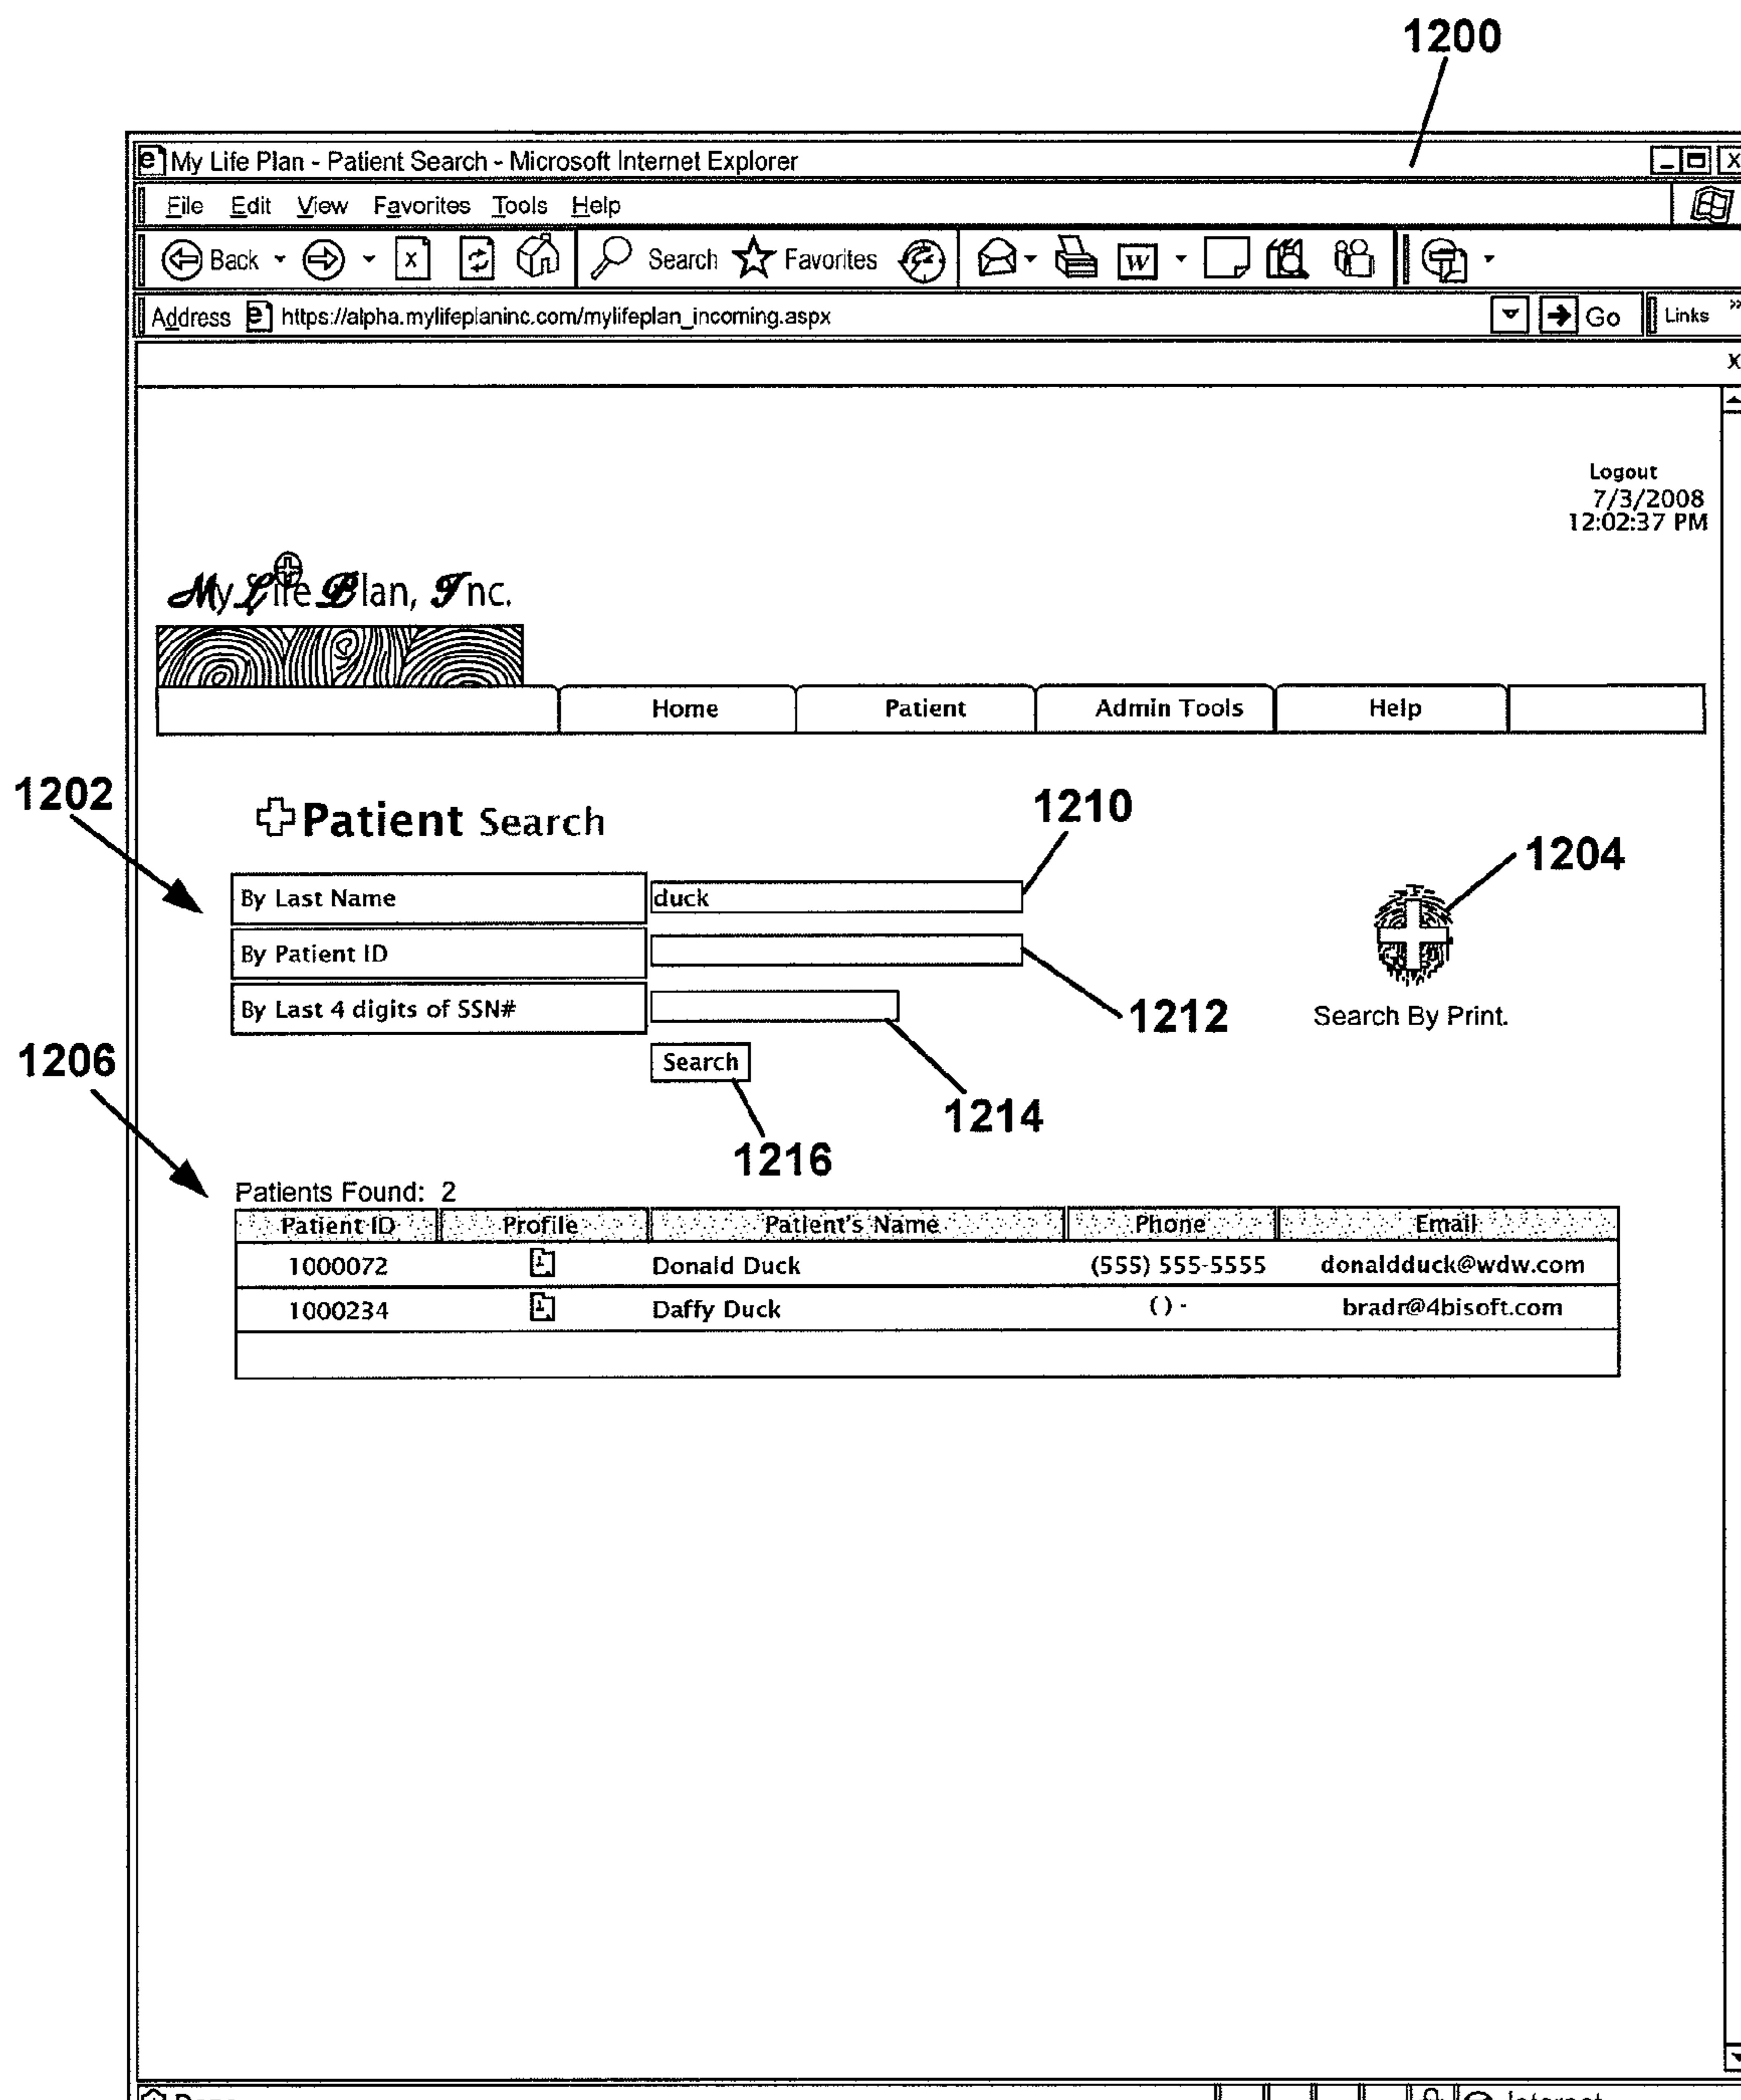 1200
My Life Plan - Patient Search - Microsoft Internet Explorer
File Edit View Favorites Tools Help
Back Search Favorites W
Address https://alpha.mylifeplaninc.com/mylifeplan_incoming.aspx Go Links »
Logout
7/3/2008
12:02:37 PM
My Life Plan, Inc.
Home Patient Admin Tools Help
1202
Patient Search
1210
1204
By Last Name duck
By Patient ID
By Last 4 digits of SSN#
1212
Search By Print.
1206
Search
1214
1216
Patients Found: 2
Patient ID Profile Patient's Name Phone Email
1000072 Donald Duck (555) 555-5555 donaldduck@wdw.com
1000234 Daffy Duck ( ) - bradr@4bisoft.com
Done Internet